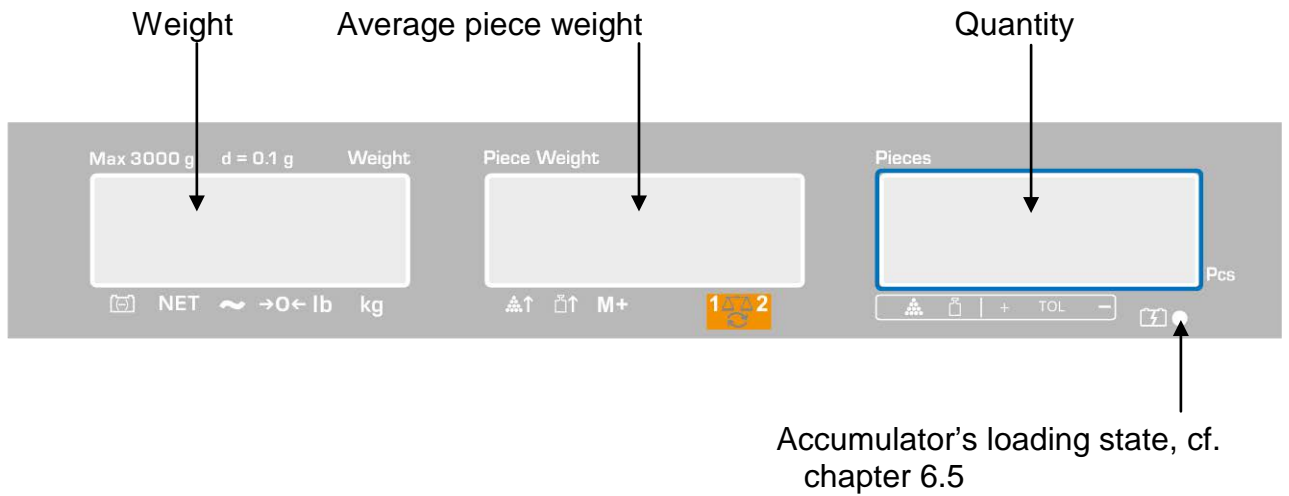 Weight Average piece weight Quantity
Max 3000 g d = 0.1 g Weight Piece Weight Pieces
Pcs
NET →0← lb kg M+ 1 2 + TOL −
Accumulator's loading state, cf.
chapter 6.5